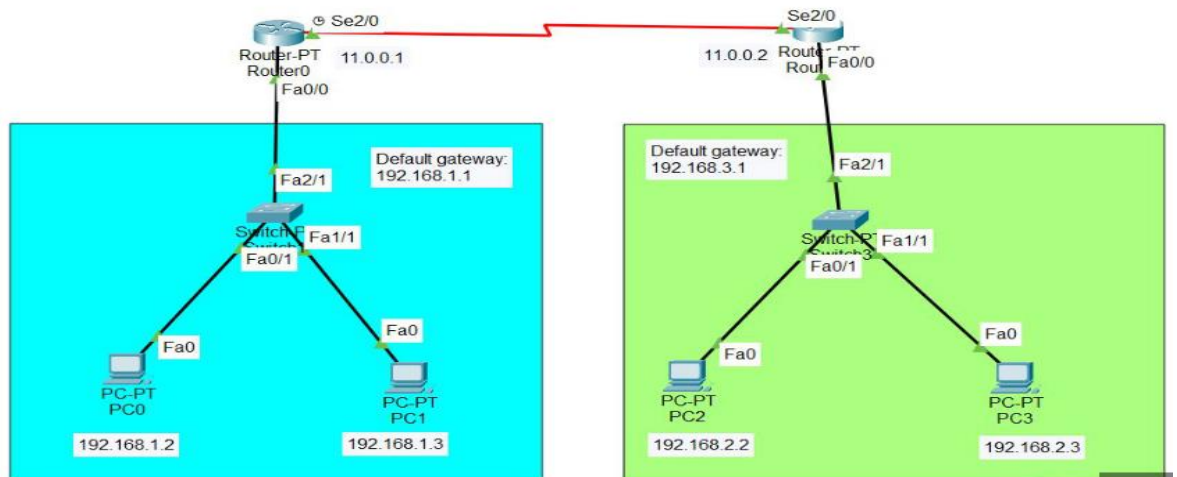 Se2/0
Router-PT
Router0
11.0.0.1
Fa0/0
Se2/0
11.0.0.2
Fa0/0
Default gateway:
192.168.1.1
Fa2/1
Fa1/1
Fa0/1
Fa0
Fa0
PC-PT
PC0
PC-PT
PC1
192.168.1.2
192.168.1.3
Default gateway:
192.168.3.1
Fa2/1
Switch3
Fa1/1
Fa0/1
Fa0
Fa0
PC-PT
PC2
PC-PT
PC3
192.168.2.2
192.168.2.3